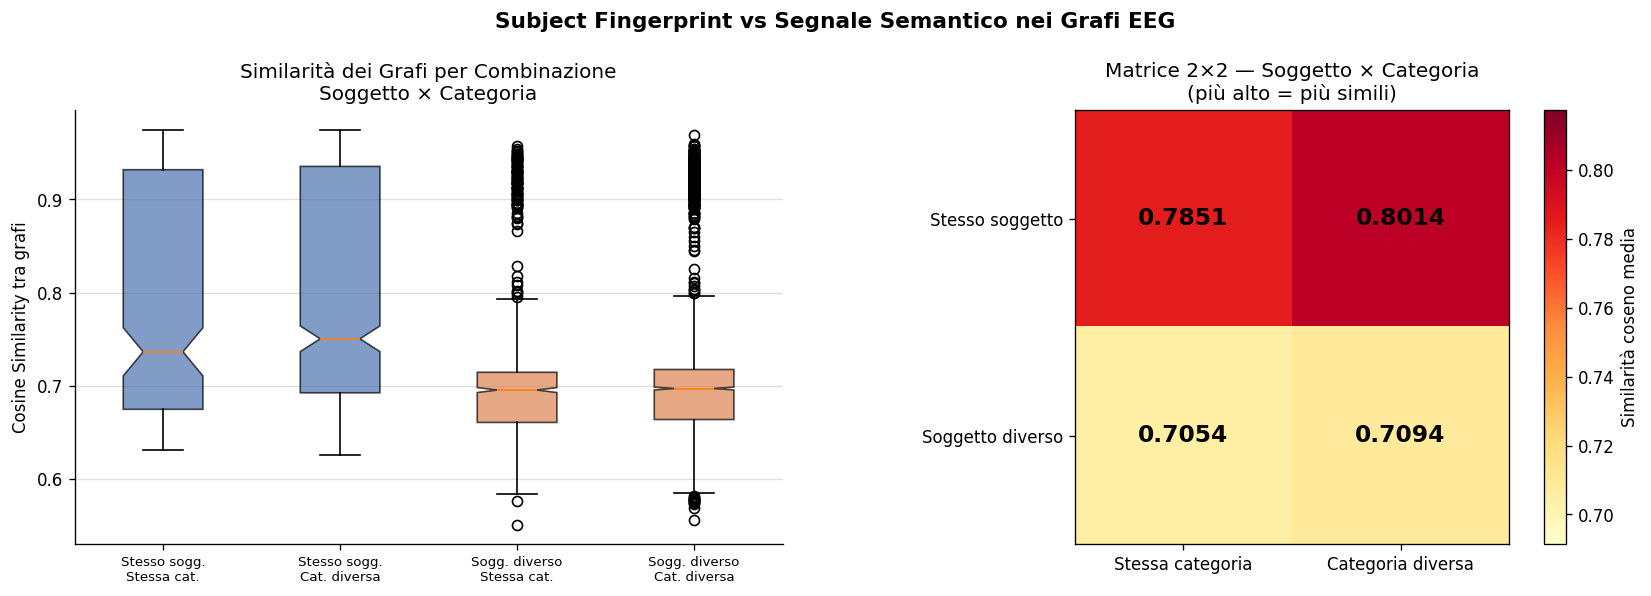 Subject Fingerprint vs Segnale Semantico nei Grafi EEG
Similarità dei Grafi per Combinazione
Soggetto × Categoria
Cosine Similarity tra grafi
0.9
0.8
0.7
0.6
Stesso sogg.
Stessa cat.
Stesso sogg.
Cat. diversa
Sogg. diverso
Stessa cat.
Sogg. diverso
Cat. diversa
Matrice 2×2 — Soggetto × Categoria
(più alto = più simili)
Stesso soggetto
0.7851
0.8014
Soggetto diverso
0.7054
0.7094
Stessa categoria
Categoria diversa
0.80
0.78
0.76
0.74
0.72
0.70
Similarità coseno media